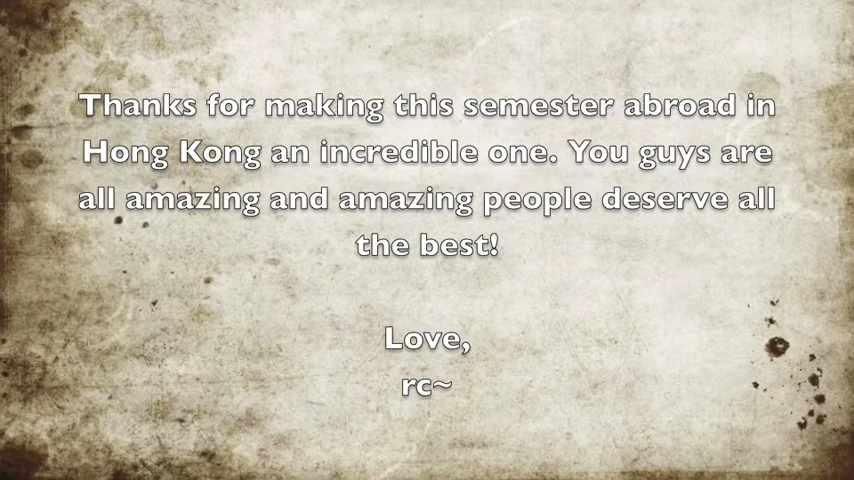 Thanks for making this semester abroad in
Hong Kong an incredible one. You guys are
all amazing and amazing people deserve all
the best!
Love,
rc~